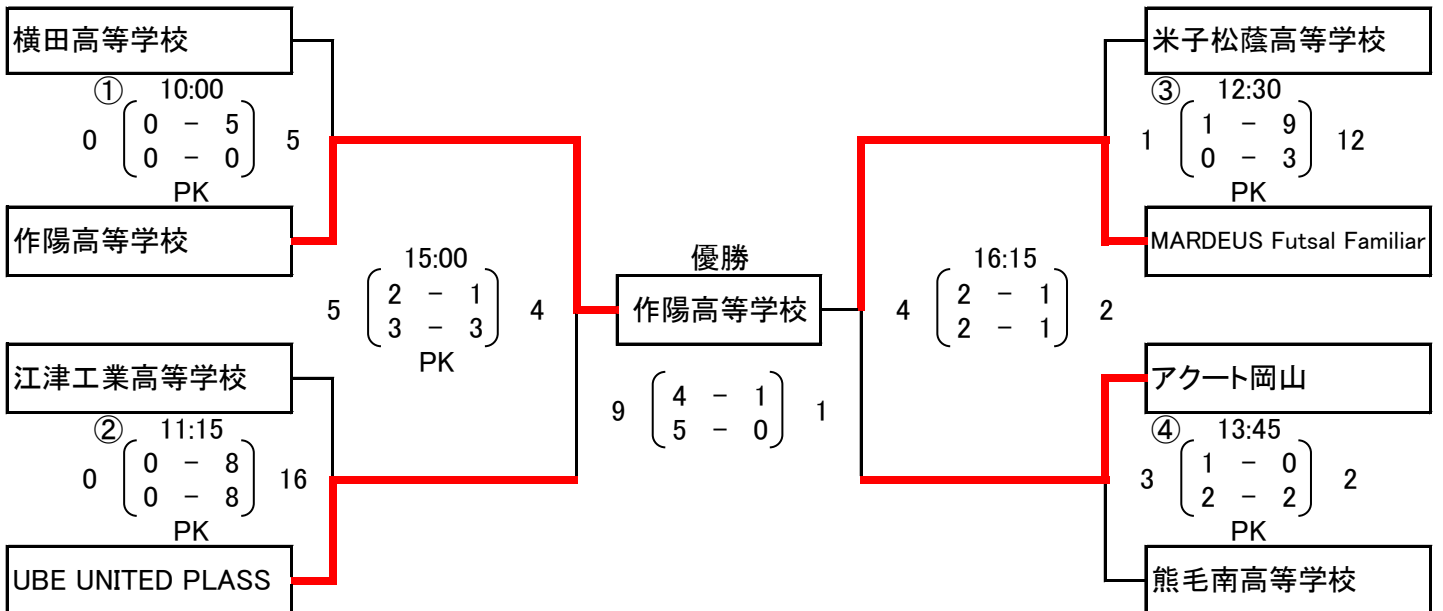 横田高等学校
① 10:00
0 0 - 5 5
0 - 0
PK
作陽高等学校
15:00
5 2 - 1 4
3 - 3
PK
江津工業高等学校
② 11:15
0 0 - 8 16
0 - 8
PK
UBE UNITED PLASS
優勝
作陽高等学校
9 4 - 1 1
5 - 0
米子松蔭高等学校
③ 12:30
1 1 - 9 12
0 - 3
PK
MARDEUS Futsal Familiar
16:15
4 2 - 1 2
2 - 1
アクート岡山
④ 13:45
3 1 - 0 2
2 - 2
PK
熊毛南高等学校